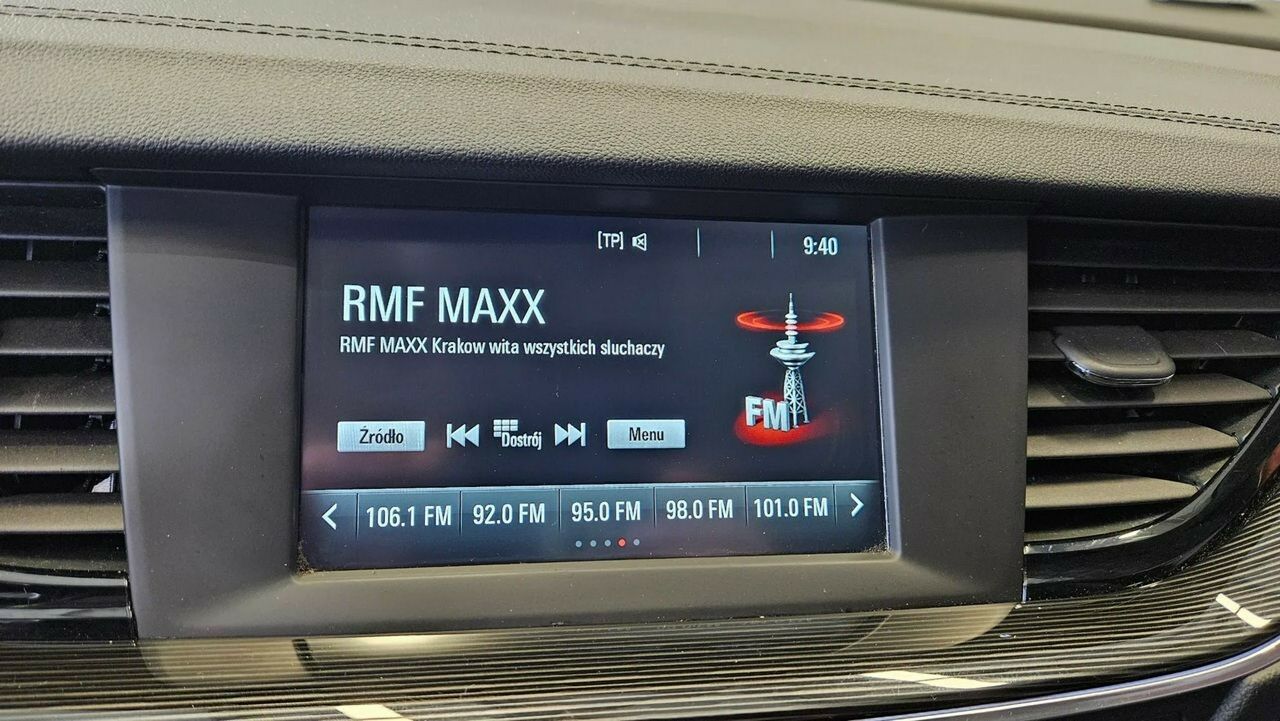 [TP] 9:40
RMF MAXX
RMF MAXX Krakow wita wszystkich sluchaczy
FM
Źródło Dostrój Menu
106.1 FM 92.0 FM 95.0 FM 98.0 FM 101.0 FM